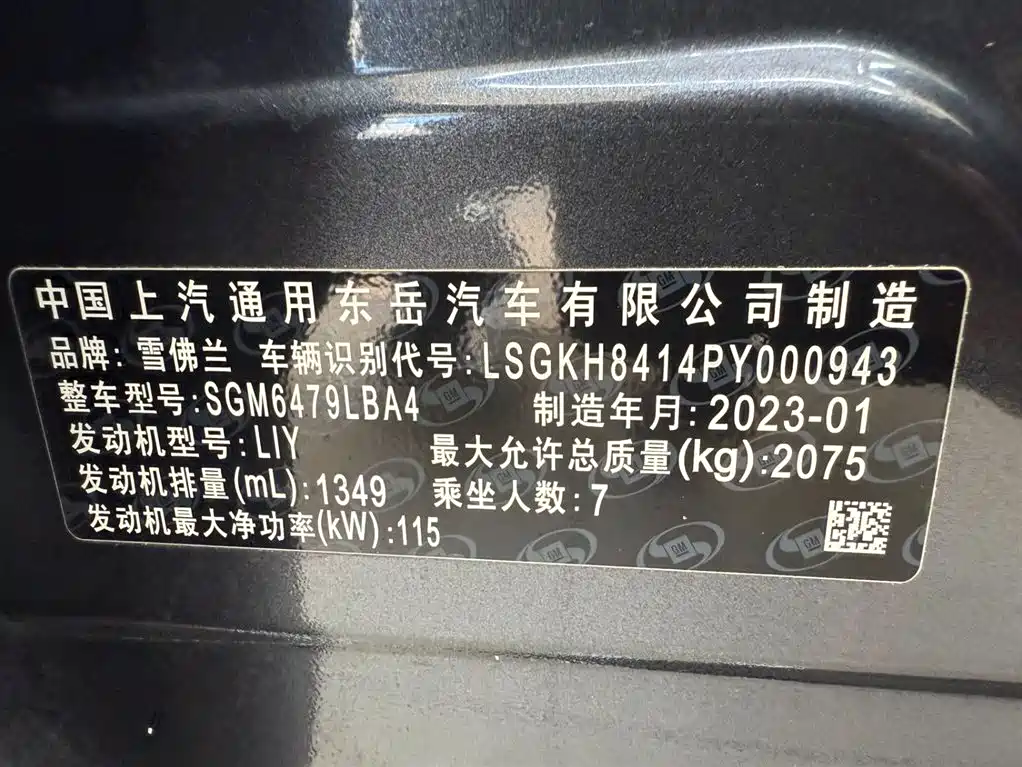 中国上汽通用东岳汽车有限公司制造
品牌: 雪佛兰 车辆识别代号:LSGKH8414PY000943
整车型号:SGM6479LBA4 制造年月:2023-01
发动机型号:LIY 最大允许总质量(kg):2075
发动机排量(mL):1349 乘坐人数:7
发动机最大净功率(kW):115
GM